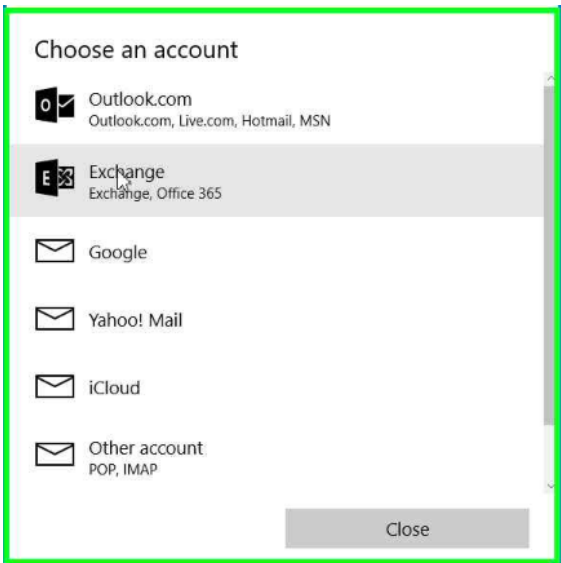 Choose an account
Outlook.com
Outlook.com, Live.com, Hotmail, MSN
Exchange
Exchange, Office 365
Google
Yahoo! Mail
iCloud
Other account
POP, IMAP
Close